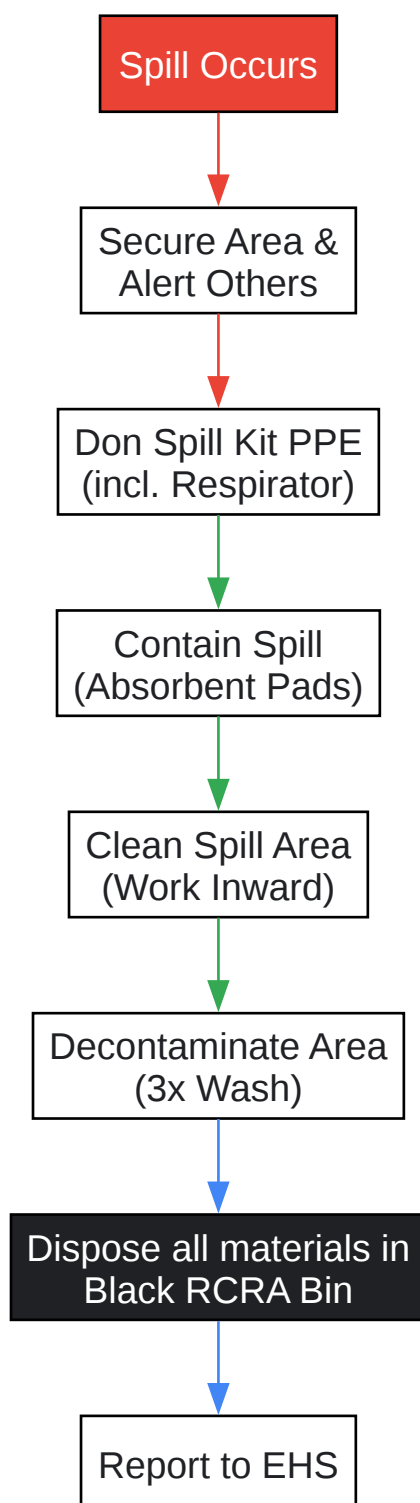 Spill Occurs
Secure Area &
Alert Others
Don Spill Kit PPE
(incl. Respirator)
Contain Spill
(Absorbent Pads)
Clean Spill Area
(Work Inward)
Decontaminate Area
(3x Wash)
Dispose all materials in
Black RCRA Bin
Report to EHS